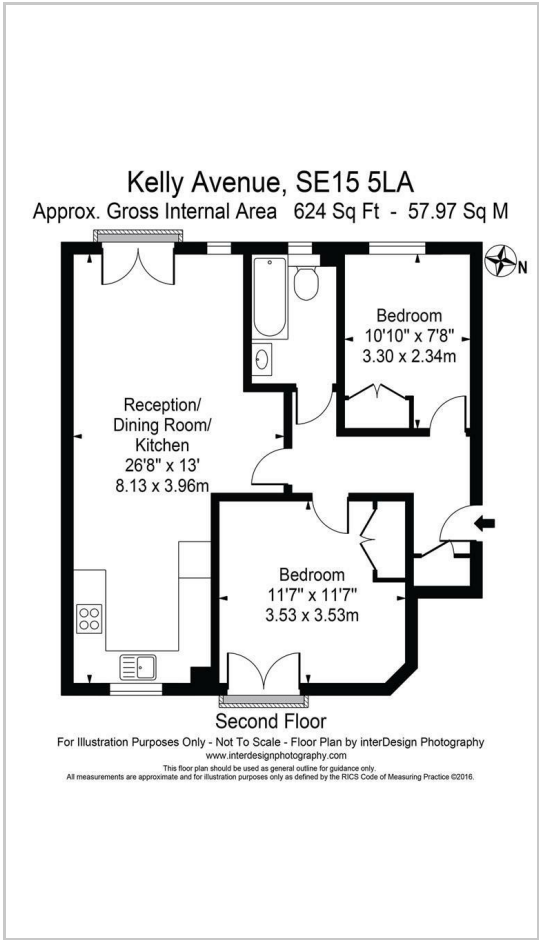 Kelly Avenue, SE15 5LA
Approx. Gross Internal Area 624 Sq Ft - 57.97 Sq M
N
Bedroom
10'10" x 7'8"
3.30 x 2.34m
Reception/
Dining Room/
Kitchen
26'8" x 13'
8.13 x 3.96m
Bedroom
11'7" x 11'7"
3.53 x 3.53m
Second Floor
For Illustration Purposes Only - Not To Scale - Floor Plan by interDesign Photography
www.interdesignphotography.com
This floor plan should be used as general outline for guidance only.
All measurements are approximate and for illustration purposes only as defined by the RICS Code of Measuring Practice ©2016.